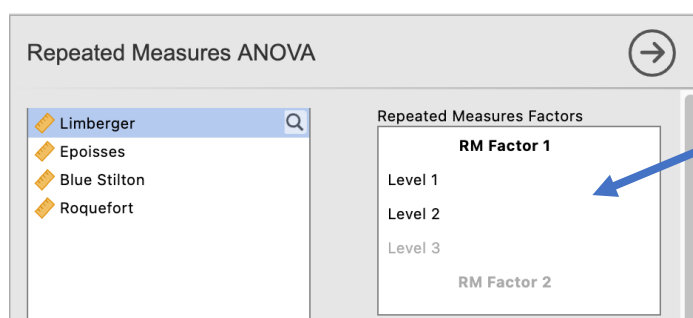 Repeated Measures ANOVA
Limberger
Epoisses
Blue Stilton
Roquefort
Repeated Measures Factors
RM Factor 1
Level 1
Level 2
Level 3
RM Factor 2